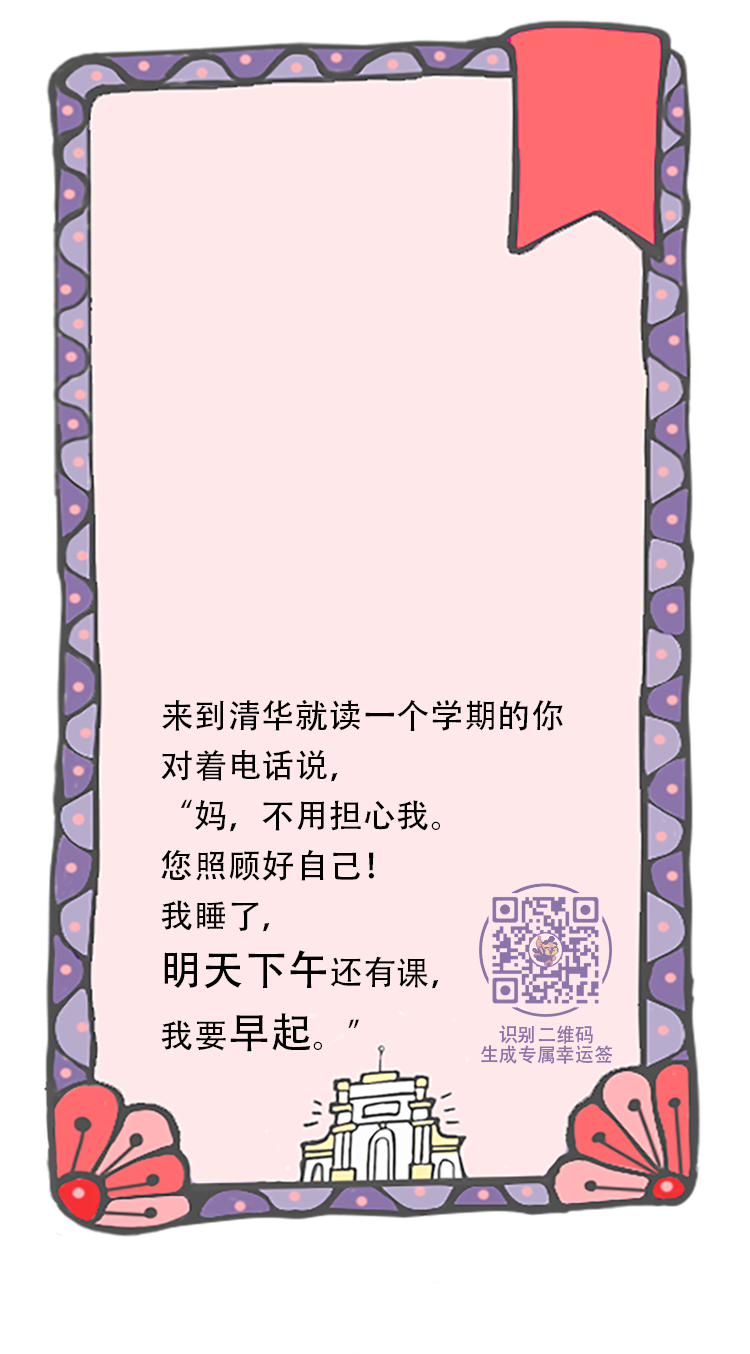 来到清华就读一个学期的你
对着电话说,
“妈,不用担心我。
您照顾好自己!
我睡了,
明天下午还有课,
我要早起。”
识别二维码
生成专属幸运签